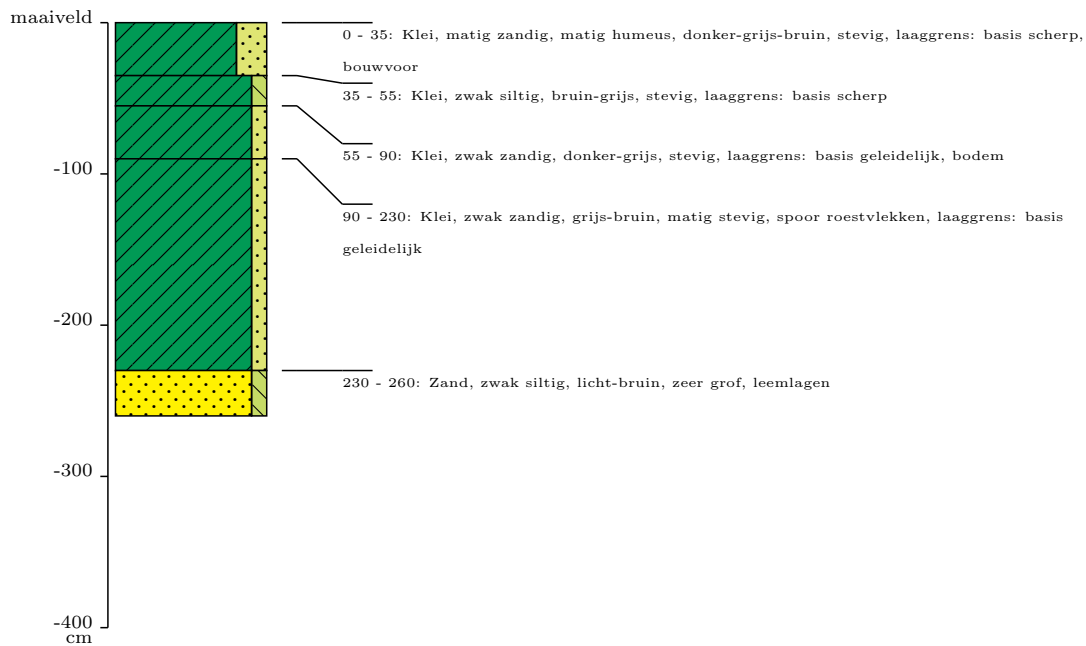 maaiveld
0 - 35: Klei, matig zandig, matig humeus, donker-grijs-bruin, stevig, laaggrens: basis scherp,
bouwvoor
35 - 55: Klei, zwak siltig, bruin-grijs, stevig, laaggrens: basis scherp
55 - 90: Klei, zwak zandig, donker-grijs, stevig, laaggrens: basis geleidelijk, bodem
-100
90 - 230: Klei, zwak zandig, grijs-bruin, matig stevig, spoor roestvlekken, laaggrens: basis
geleidelijk
-200
230 - 260: Zand, zwak siltig, licht-bruin, zeer grof, leemlagen
-300
-400
cm